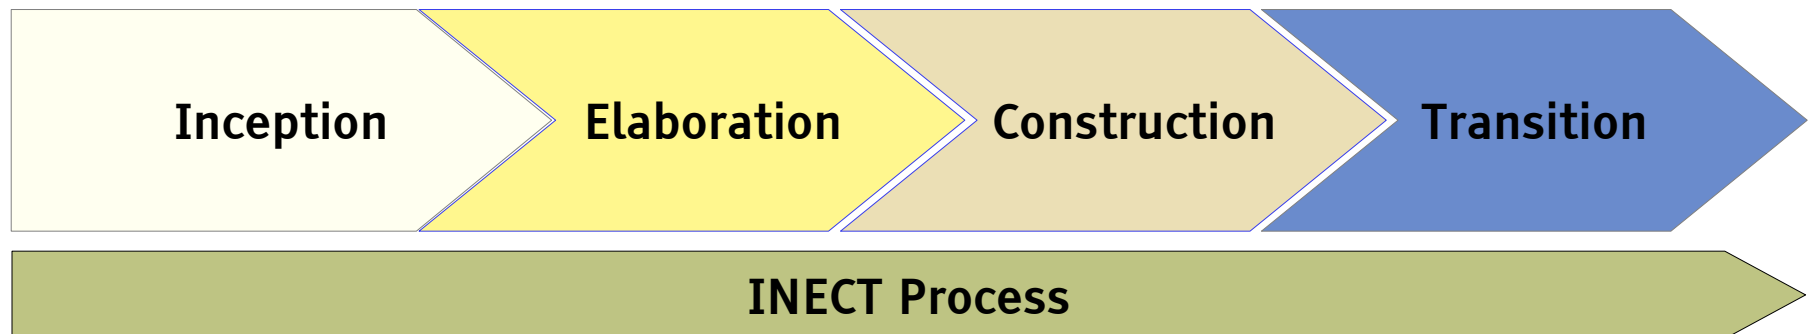 Inception
Elaboration
Construction
Transition
INECT Process